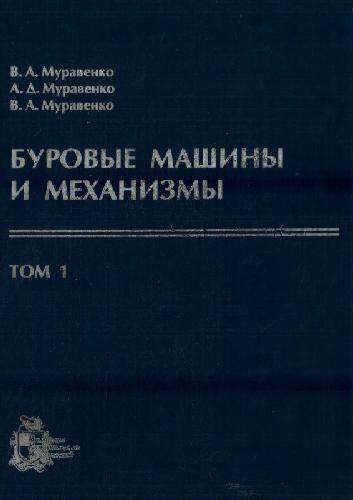 В. А. Муравенко
А. Д. Муравенко
В. А. Муравенко
БУРОВЫЕ МАШИНЫ
И МЕХАНИЗМЫ
ТОМ 1